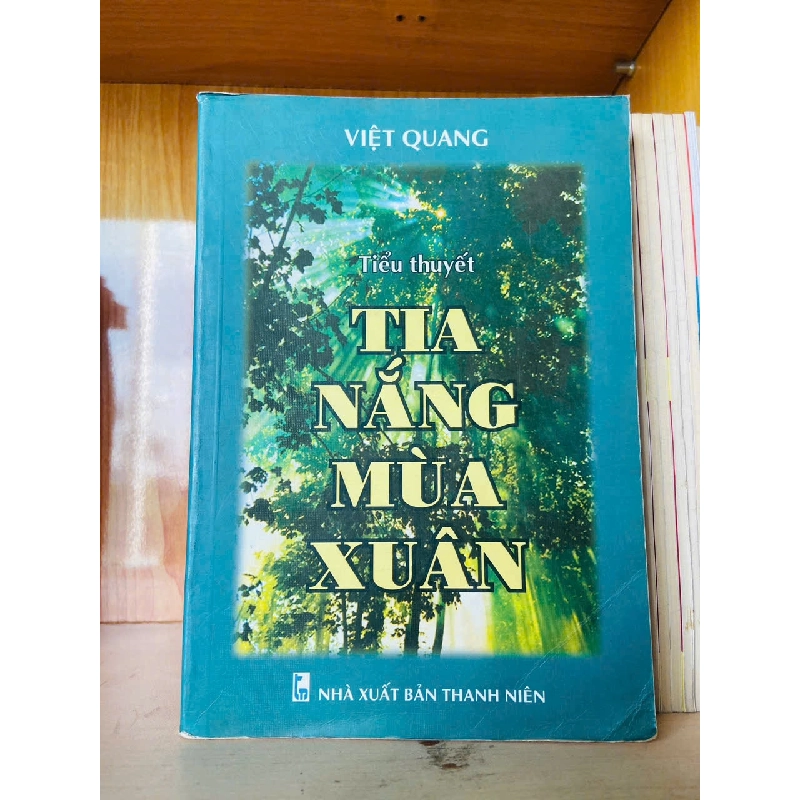 VIỆT QUANG
Tiểu thuyết
TIA
NẮNG
MÙA
XUÂN
NHÀ XUẤT BẢN THANH NIÊN